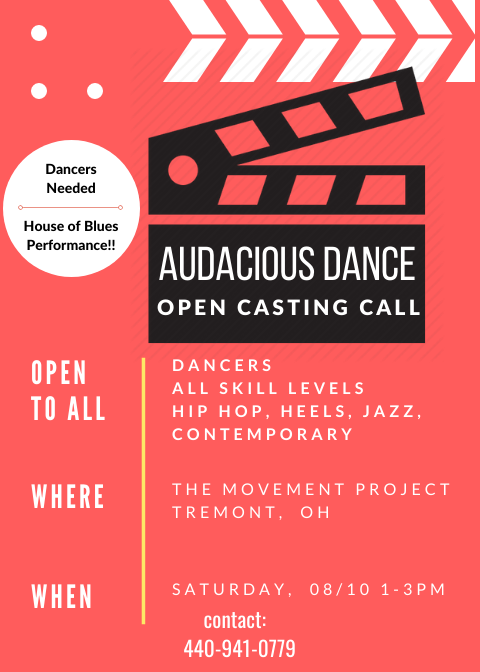 Dancers
Needed
House of Blues
Performance!!
AUDACIOUS DANCE
OPEN CASTING CALL
OPEN
TO ALL
DANCERS
ALL SKILL LEVELS
HIP HOP, HEELS, JAZZ,
CONTEMPORARY
WHERE
THE MOVEMENT PROJECT
TREMONT, OH
WHEN
SATURDAY, 08/10 1-3PM
contact:
440-941-0779